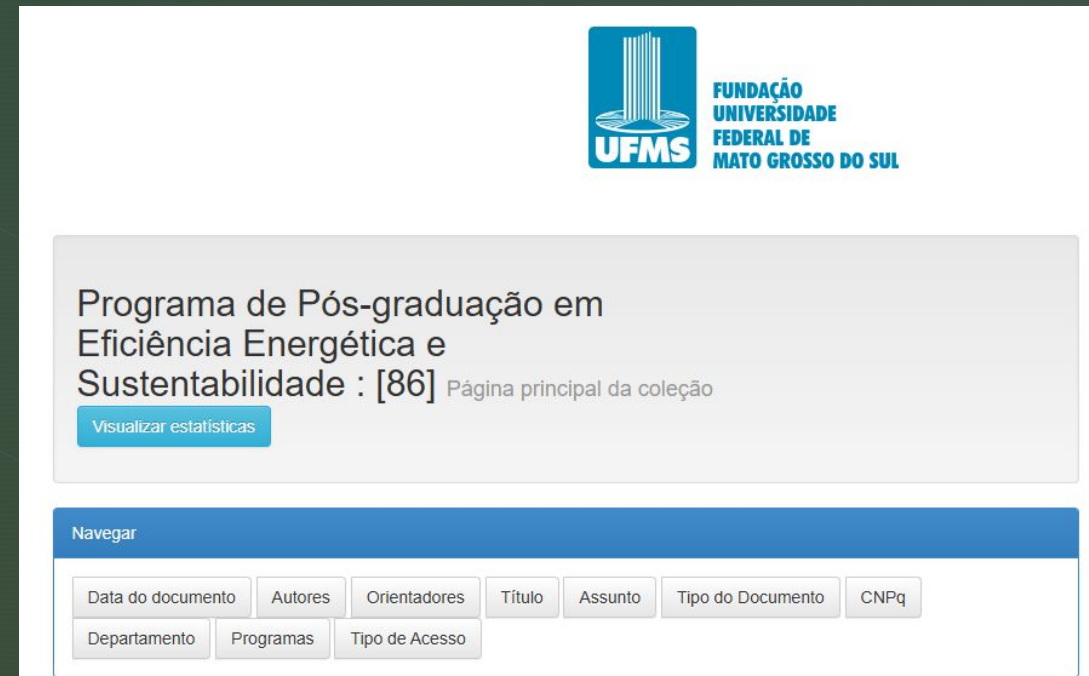 UFMS
FUNDAÇÃO
UNIVERSIDADE
FEDERAL DE
MATO GROSSO DO SUL
Programa de Pós-graduação em
Eficiência Energética e
Sustentabilidade : [86] Página principal da coleção
Visualizar estatísticas
Navegar
Data do documento Autores Orientadores Título Assunto Tipo do Documento CNPq
Departamento Programas Tipo de Acesso